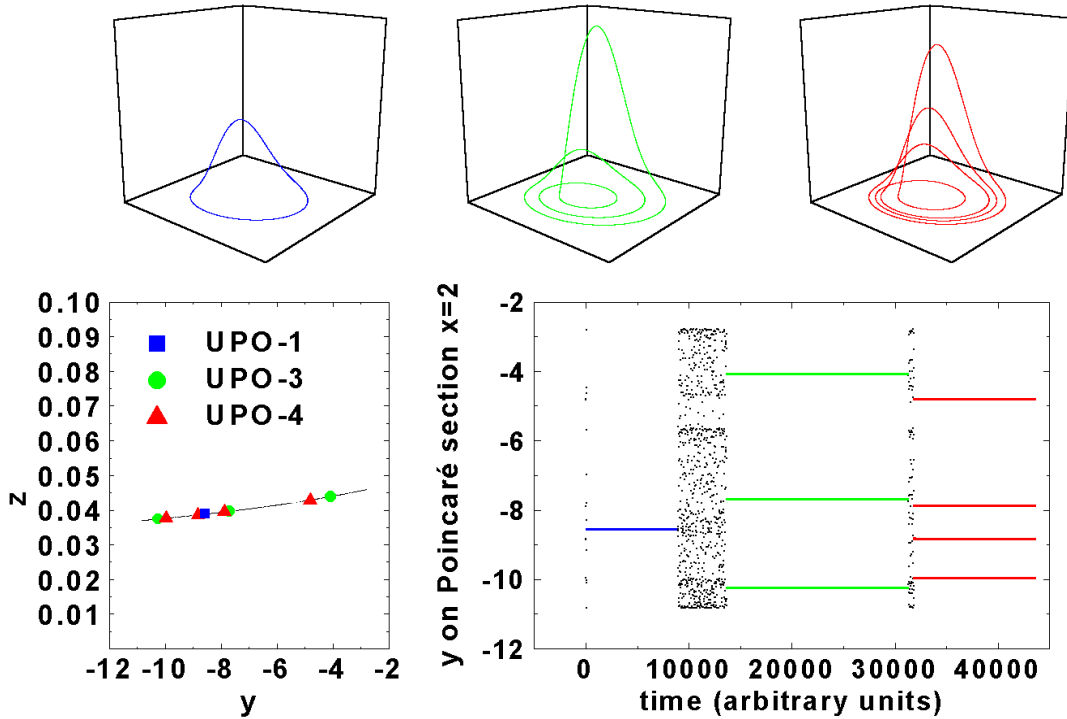 0.10
0.09
0.08
0.07
0.06
0.05
0.04
0.03
0.02
0.01
z
UPO-1
UPO-3
UPO-4
-12 -10 -8 -6 -4 -2
y
y on Poincaré section x=2
-2
-4
-6
-8
-10
-12
0 10000 20000 30000 40000
time (arbitrary units)